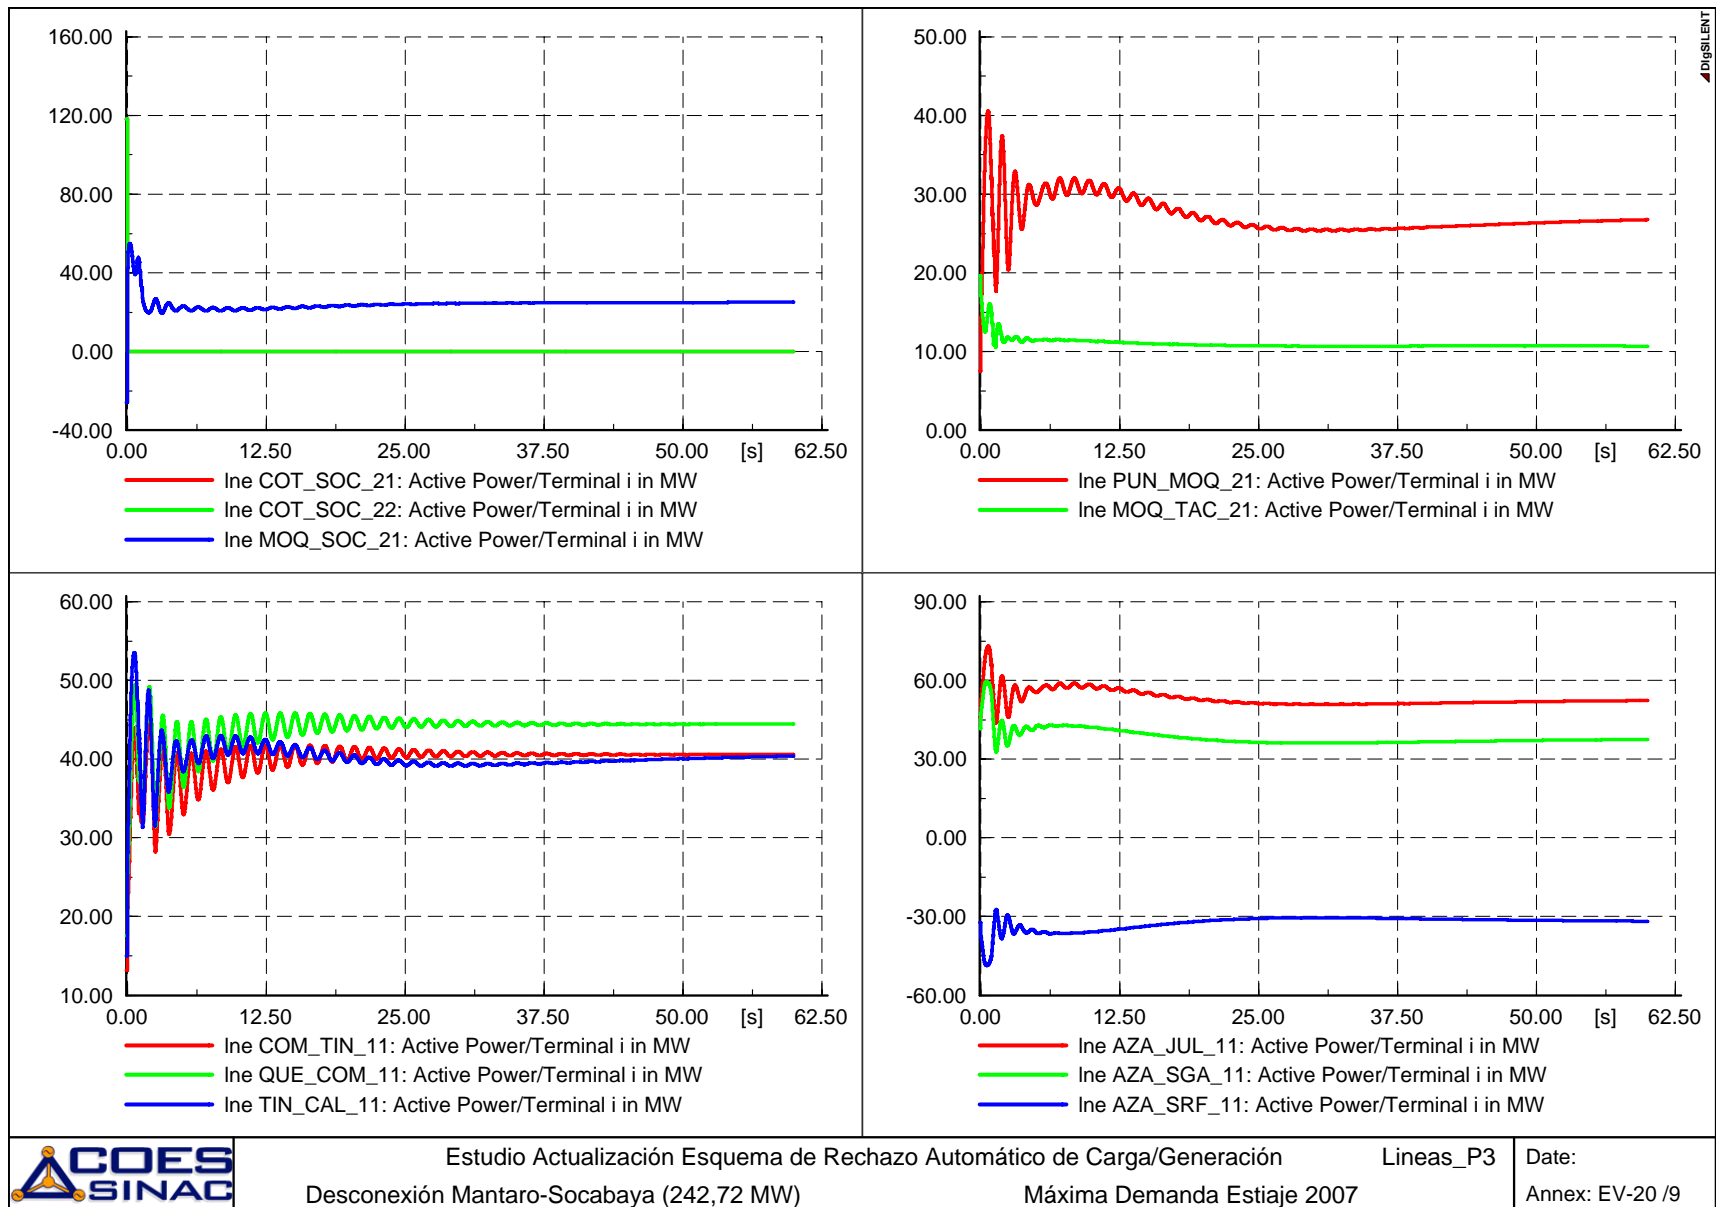 160.00
120.00
80.00
40.00
0.00
-40.00
0.00 12.50 25.00 37.50 50.00 [s] 62.50
lne COT_SOC_21: Active Power/Terminal i in MW
lne COT_SOC_22: Active Power/Terminal i in MW
lne MOQ_SOC_21: Active Power/Terminal i in MW
50.00
40.00
30.00
20.00
10.00
0.00
0.00 12.50 25.00 37.50 50.00 [s] 62.50
lne PUN_MOQ_21: Active Power/Terminal i in MW
lne MOQ_TAC_21: Active Power/Terminal i in MW
DIgSILENT
60.00
50.00
40.00
30.00
20.00
10.00
0.00 12.50 25.00 37.50 50.00 [s] 62.50
lne COM_TIN_11: Active Power/Terminal i in MW
lne QUE_COM_11: Active Power/Terminal i in MW
lne TIN_CAL_11: Active Power/Terminal i in MW
90.00
60.00
30.00
0.00
-30.00
-60.00
0.00 12.50 25.00 37.50 50.00 [s] 62.50
lne AZA_JUL_11: Active Power/Terminal i in MW
lne AZA_SGA_11: Active Power/Terminal i in MW
lne AZA_SRF_11: Active Power/Terminal i in MW
COES
SINAC
Estudio Actualización Esquema de Rechazo Automático de Carga/Generación Lineas_P3
Desconexión Mantaro-Socabaya (242,72 MW) Máxima Demanda Estiaje 2007
Date:
Annex: EV-20 /9